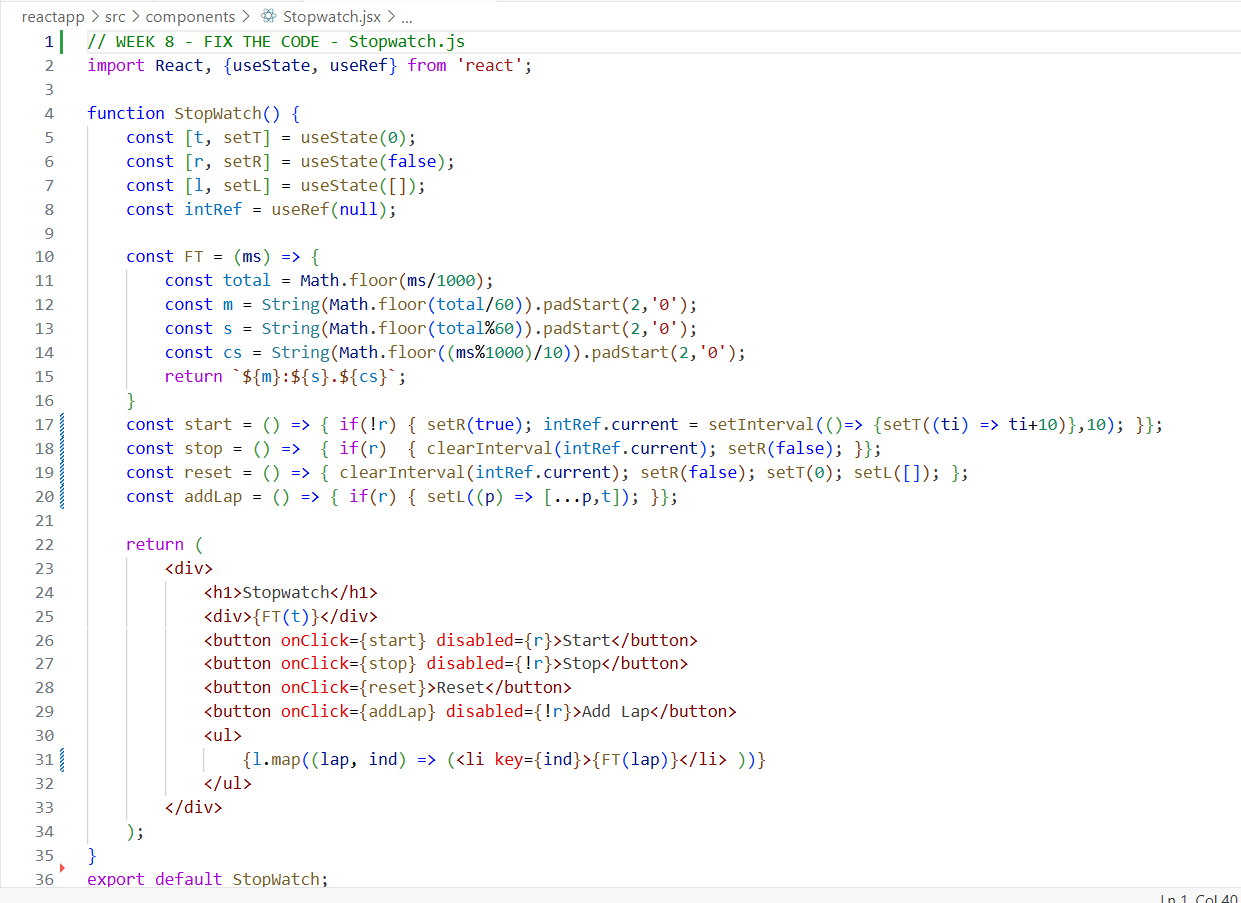 reactapp > src > components > Stopwatch.jsx > ...
1 // WEEK 8 - FIX THE CODE - Stopwatch.js
2 import React, {useState, useRef} from 'react';
3
4 function StopWatch() {
5     const [t, setT] = useState(0);
6     const [r, setR] = useState(false);
7     const [l, setL] = useState([]);
8     const intRef = useRef(null);
9
10     const FT = (ms) => {
11         const total = Math.floor(ms/1000);
12         const m = String(Math.floor(total/60)).padStart(2,'0');
13         const s = String(Math.floor(total%60)).padStart(2,'0');
14         const cs = String(Math.floor((ms%1000)/10)).padStart(2,'0');
15         return `${m}:${s}.${cs}`;
16     }
17     const start = () => { if(!r) { setR(true); intRef.current = setInterval(()=> {setT((ti) => ti+10)},10); }};
18     const stop = () =>  { if(r)  { clearInterval(intRef.current); setR(false); }};
19     const reset = () => { clearInterval(intRef.current); setR(false); setT(0); setL([]); };
20     const addLap = () => { if(r) { setL((p) => [...p,t]); }};
21
22     return (
23         <div>
24             <h1>Stopwatch</h1>
25             <div>{FT(t)}</div>
26             <button onClick={start} disabled={r}>Start</button>
27             <button onClick={stop} disabled={!r}>Stop</button>
28             <button onClick={reset}>Reset</button>
29             <button onClick={addLap} disabled={!r}>Add Lap</button>
30             <ul>
31                 {l.map((lap, ind) => (<li key={ind}>{FT(lap)}</li> ))}
32             </ul>
33         </div>
34     );
35 }
36 export default StopWatch;
Ln 1, Col 40